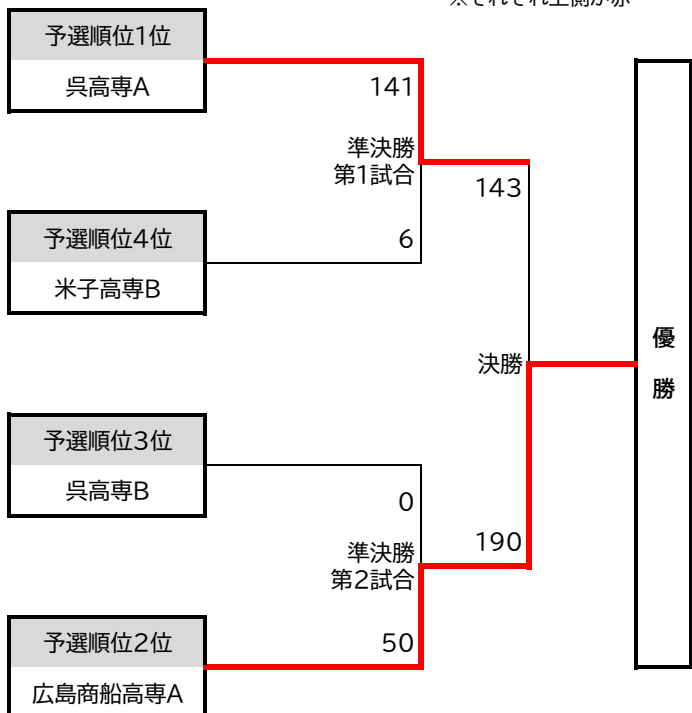 予選順位1位
呉高専A
141
準決勝
第1試合
143
予選順位4位
米子高専B
6
決勝
優
勝
予選順位3位
呉高専B
0
準決勝
第2試合
190
予選順位2位
広島商船高専A
50